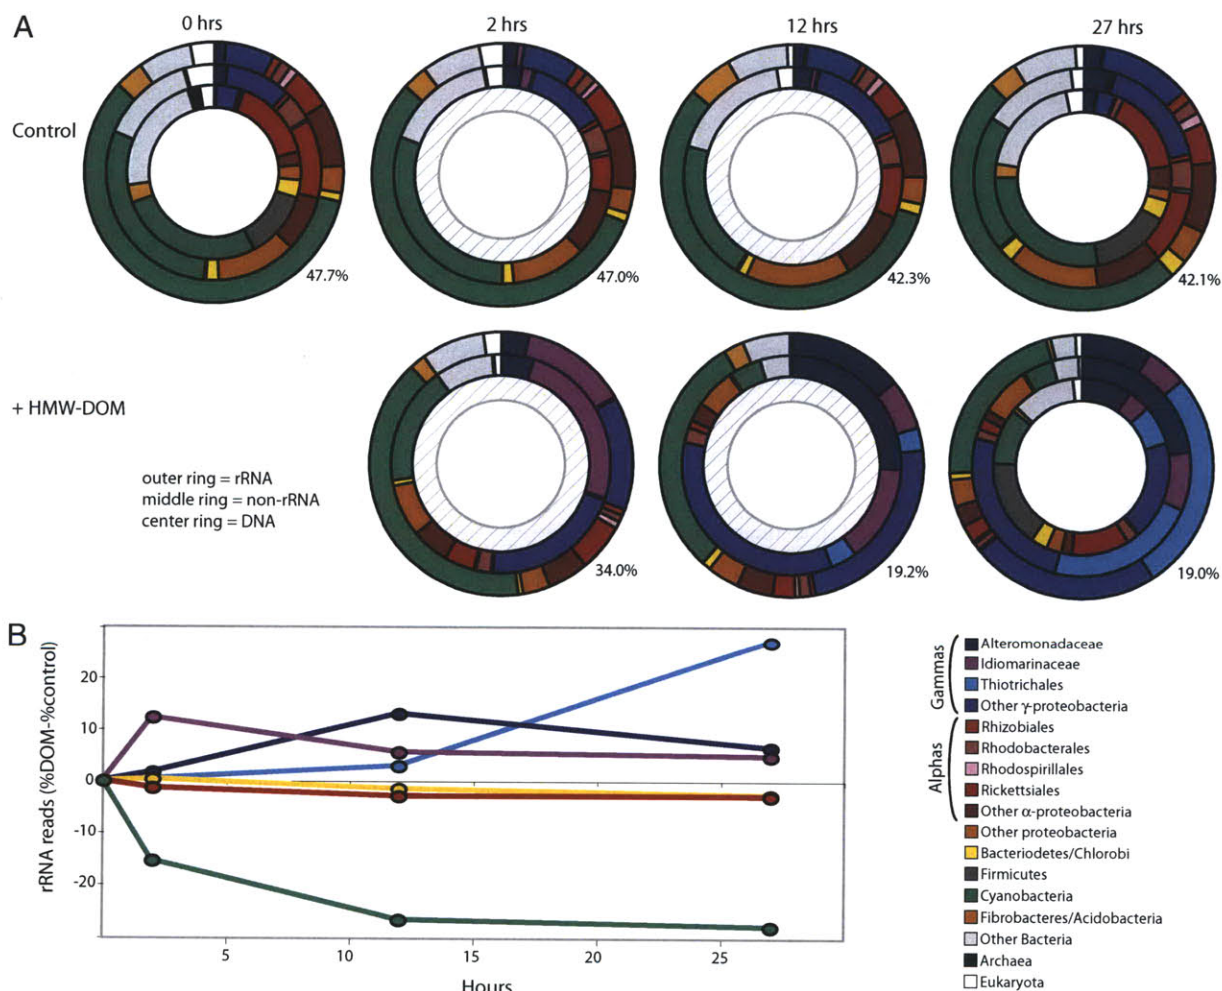 A
0 hrs
2 hrs
12 hrs
27 hrs
Control
47.7%
47.0%
42.3%
42.1%
+ HMW-DOM
outer ring = rRNA
middle ring = non-rRNA
center ring = DNA
34.0%
19.2%
19.0%
B
rRNA reads (%DOM-%control)
20
10
0
-10
-20
5
10
15
20
25
Hours
Gammas
Alteromonadaceae
Idiomarinaceae
Thiotrichales
Other γ-proteobacteria
Alphas
Rhizobiales
Rhodobacterales
Rhodospirillales
Rickettsiales
Other α-proteobacteria
Other proteobacteria
Bacteriodetes/Chlorobi
Firmicutes
Cyanobacteria
Fibrobacteres/Acidobacteria
Other Bacteria
Archaea
Eukaryota